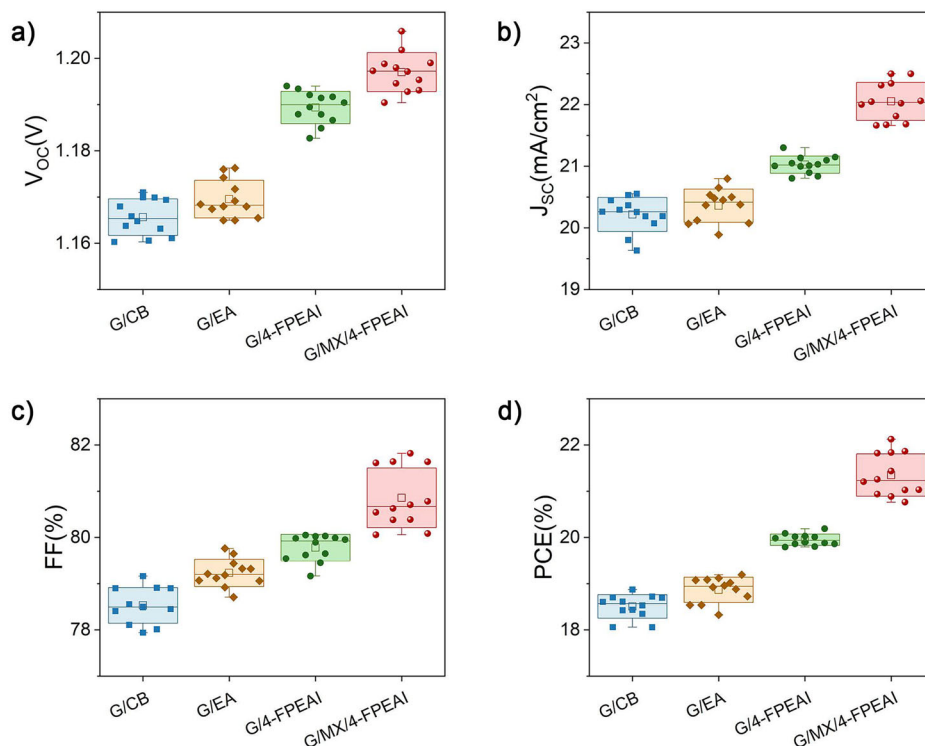 a)
1.20
1.18
1.16
V_OC(V)
G/CB
G/EA
G/4-FPEAI
G/MX/4-FPEAI
b)
23
22
21
20
19
J_SC(mA/cm²)
G/CB
G/EA
G/4-FPEAI
G/MX/4-FPEAI
c)
82
80
78
FF(%)
G/CB
G/EA
G/4-FPEAI
G/MX/4-FPEAI
d)
22
20
18
PCE(%)
G/CB
G/EA
G/4-FPEAI
G/MX/4-FPEAI